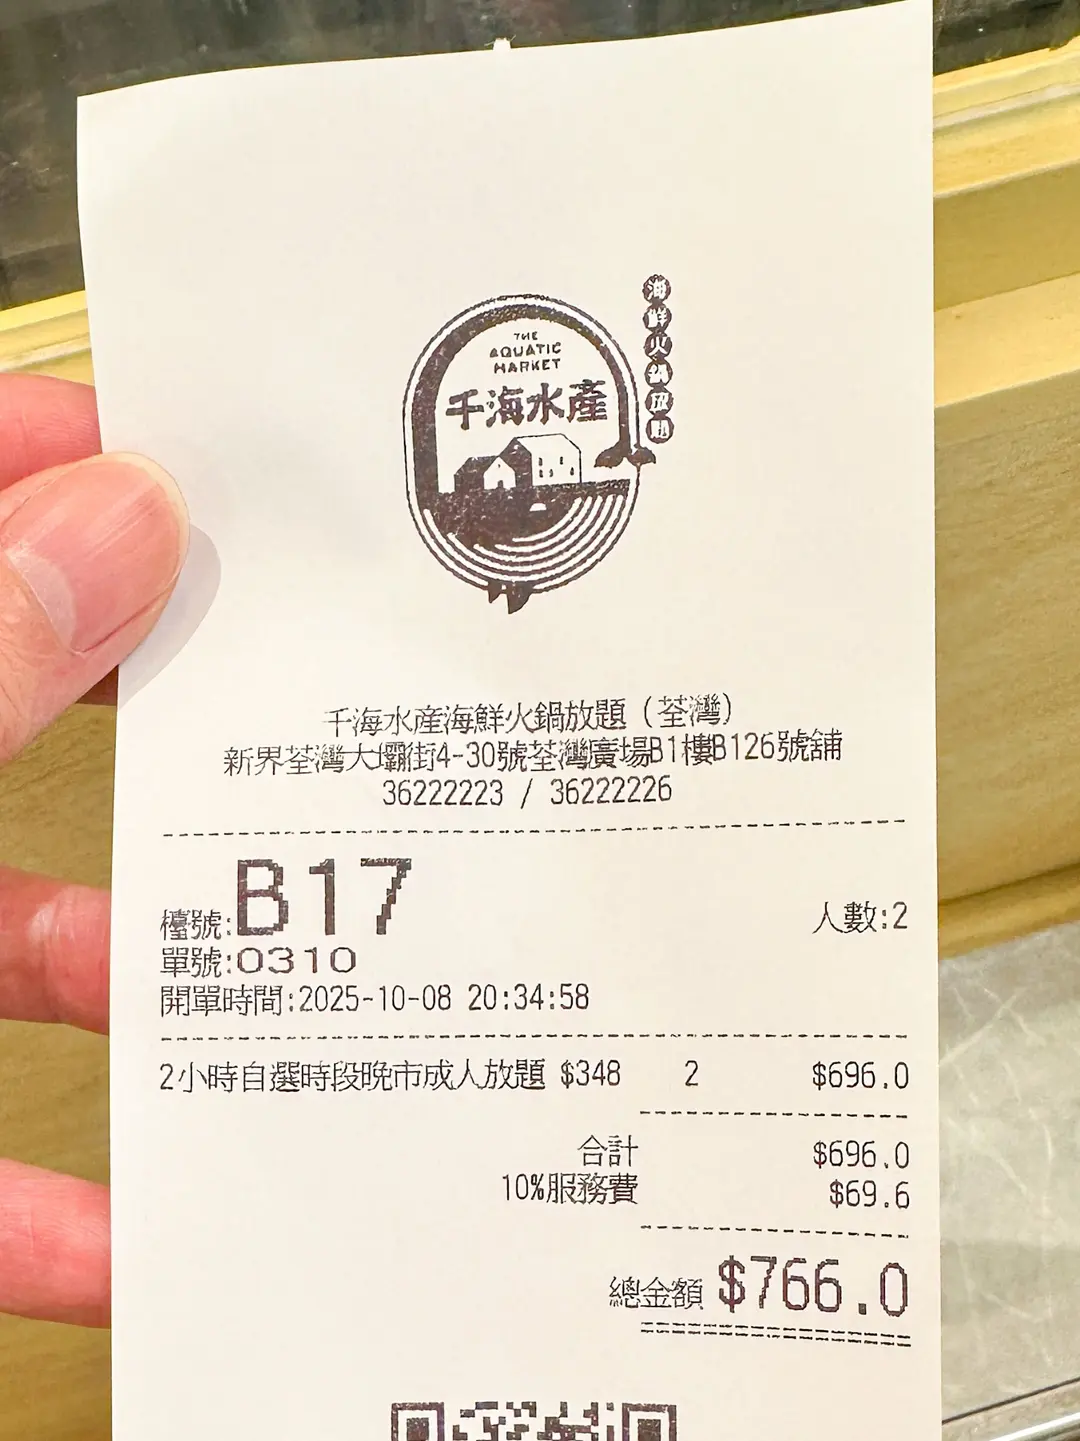 THE
AQUATIC
MARKET
千海水產
海鮮火鍋放題
千海水産海鮮火鍋放題（荃灣）
新界荃灣大壩街4-30號荃灣廣場B1樓B126號舖
36222223 / 36222226
檯號:B17
人數:2
單號:0310
開單時間:2025-10-08 20:34:58
2小時自選時段晚市成人放題 $348 2 $696.0
合計 $696.0
10%服務費 $69.6
總金額 $766.0